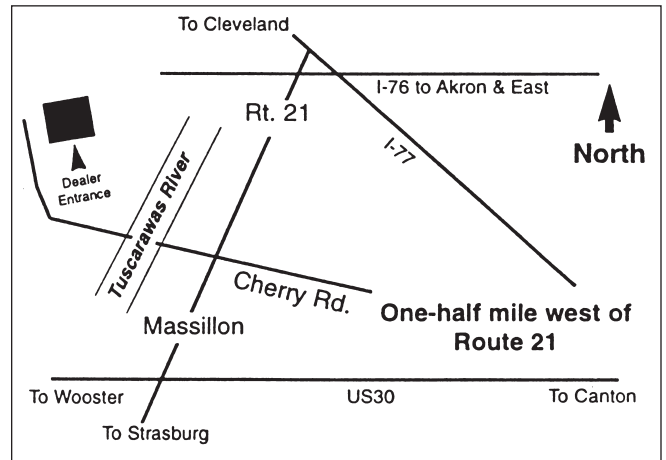 To Cleveland
I-76 to Akron & East
Rt. 21
I-77
North
Dealer
Entrance
Tuscarawas River
Cherry Rd.
One-half mile west of
Route 21
Massillon
To Wooster
US30
To Canton
To Strasburg